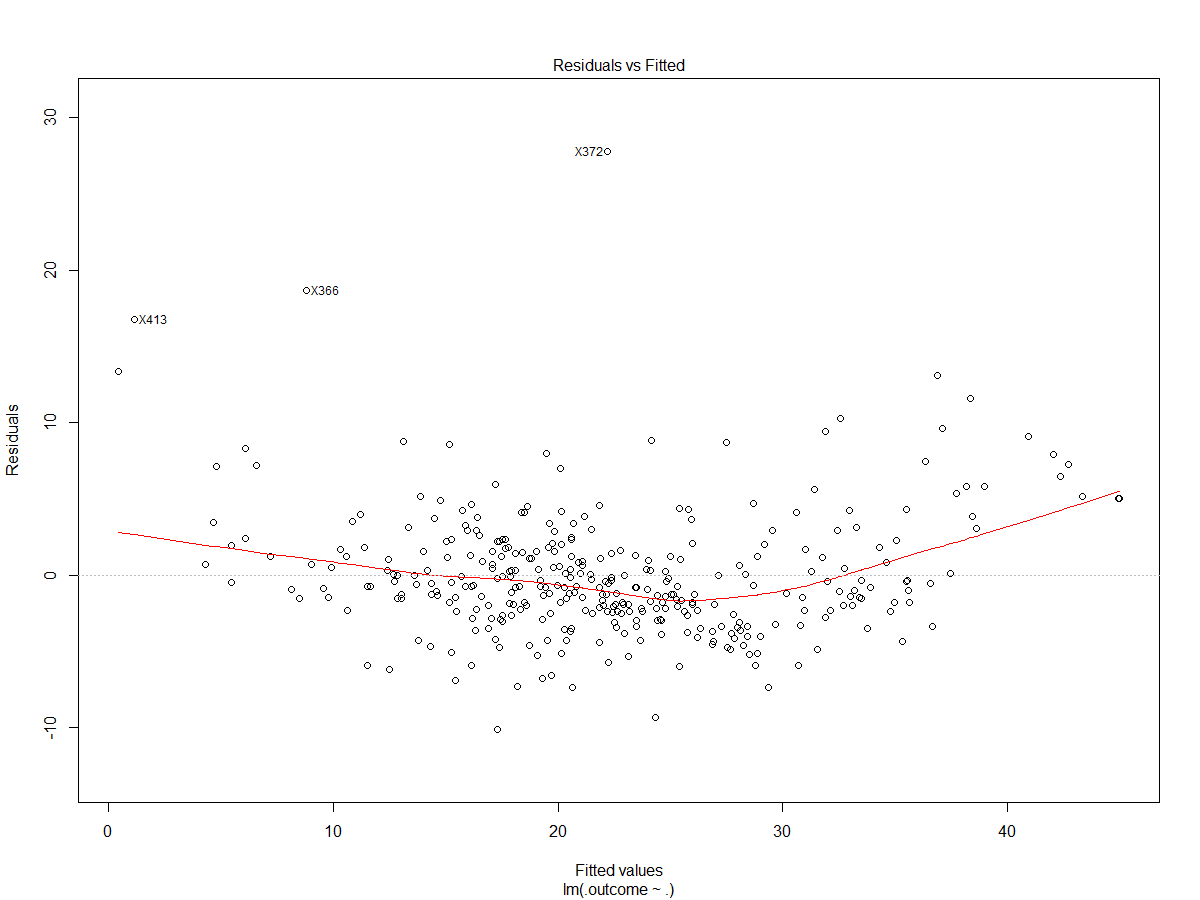 Residuals vs Fitted
30
X372
20
X366
X413
10
Residuals
0
-10
0 10 20 30 40
Fitted values
lm(.outcome ~ .)